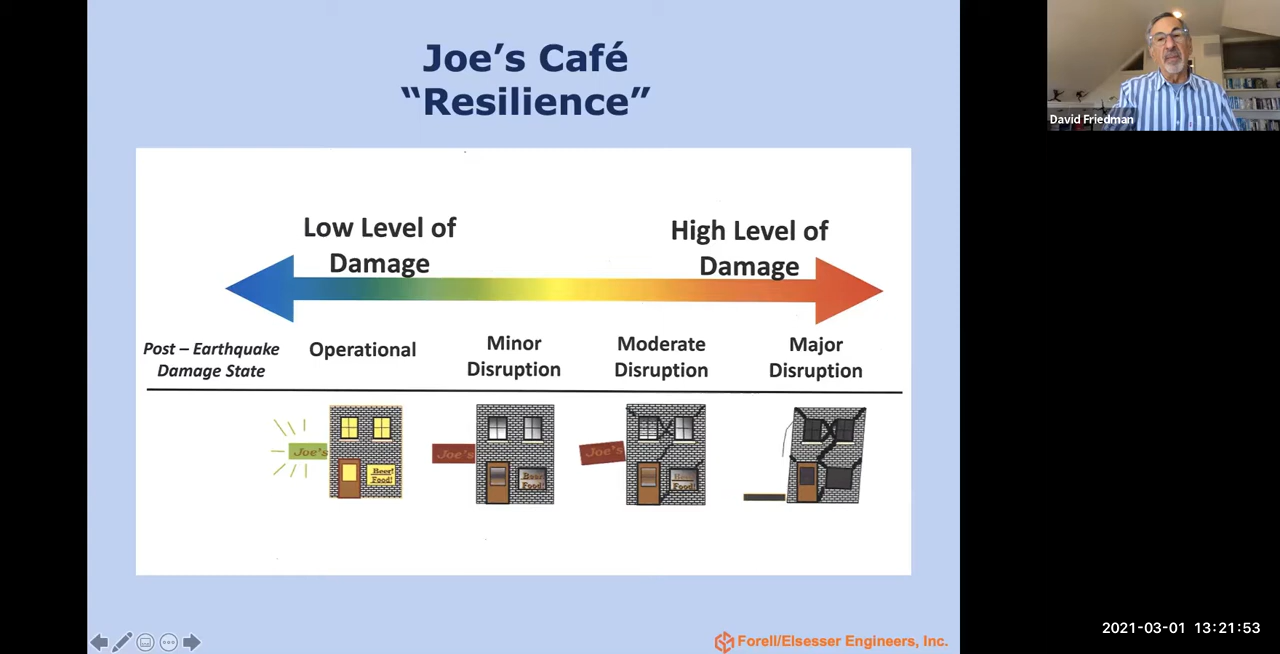 Joe’s Café
“Resilience”
David Friedman
Low Level of
Damage
High Level of
Damage
Post – Earthquake
Damage State
Operational
Minor
Disruption
Moderate
Disruption
Major
Disruption
Joe's
Beer!
Food!
Joe's
Beer!
Food!
Joe's
Beer!
Food!
Forell/Elsesser Engineers, Inc.
2021-03-01 13:21:53